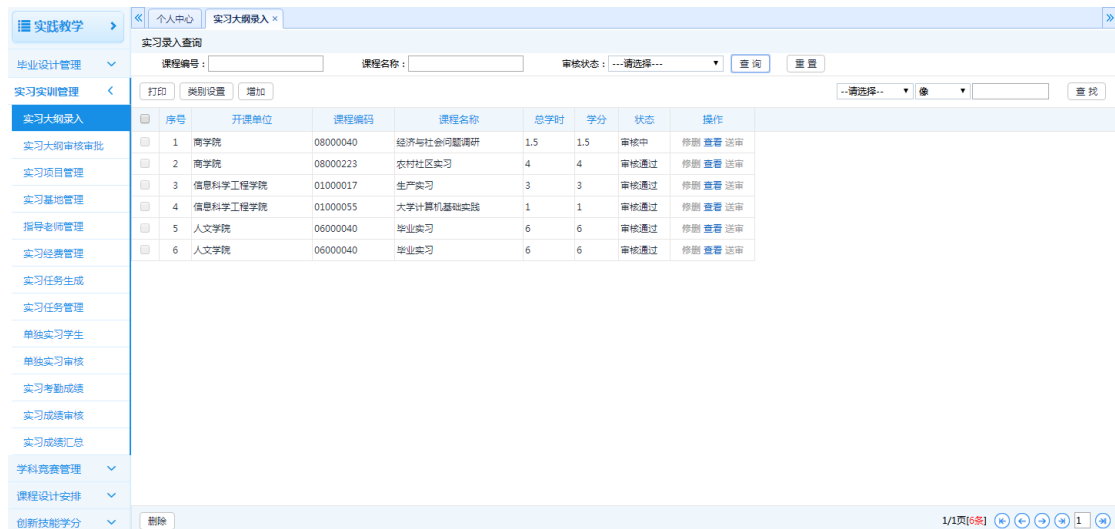 实践教学
个人中心 实习大纲录入 ×
实习录入查询
课程编号： 课程名称： 审核状态： ---请选择--- 查 询 重 置
打印 类别设置 增加 --请选择-- 像 查 找
序号 开课单位 课程编码 课程名称 总学时 学分 状态 操作
1 商学院 08000040 经济与社会问题调研 1.5 1.5 审核中 修删 查看 送审
2 商学院 08000223 农村社区实习 4 4 审核通过 修删 查看 送审
3 信息科学工程学院 01000017 生产实习 3 3 审核通过 修删 查看 送审
4 信息科学工程学院 01000055 大学计算机基础实践 1 1 审核通过 修删 查看 送审
5 人文学院 06000040 毕业实习 6 6 审核通过 修删 查看 送审
6 人文学院 06000040 毕业实习 6 6 审核通过 修删 查看 送审
毕业设计管理
实习实训管理
实习大纲录入
实习大纲审核审批
实习项目管理
实习基地管理
指导老师管理
实习经费管理
实习任务生成
实习任务管理
单独实习学生
单独实习审核
实习考勤成绩
实习成绩审核
实习成绩汇总
学科竞赛管理
课程设计安排
创新技能学分
删除 1/1页[6条] 1